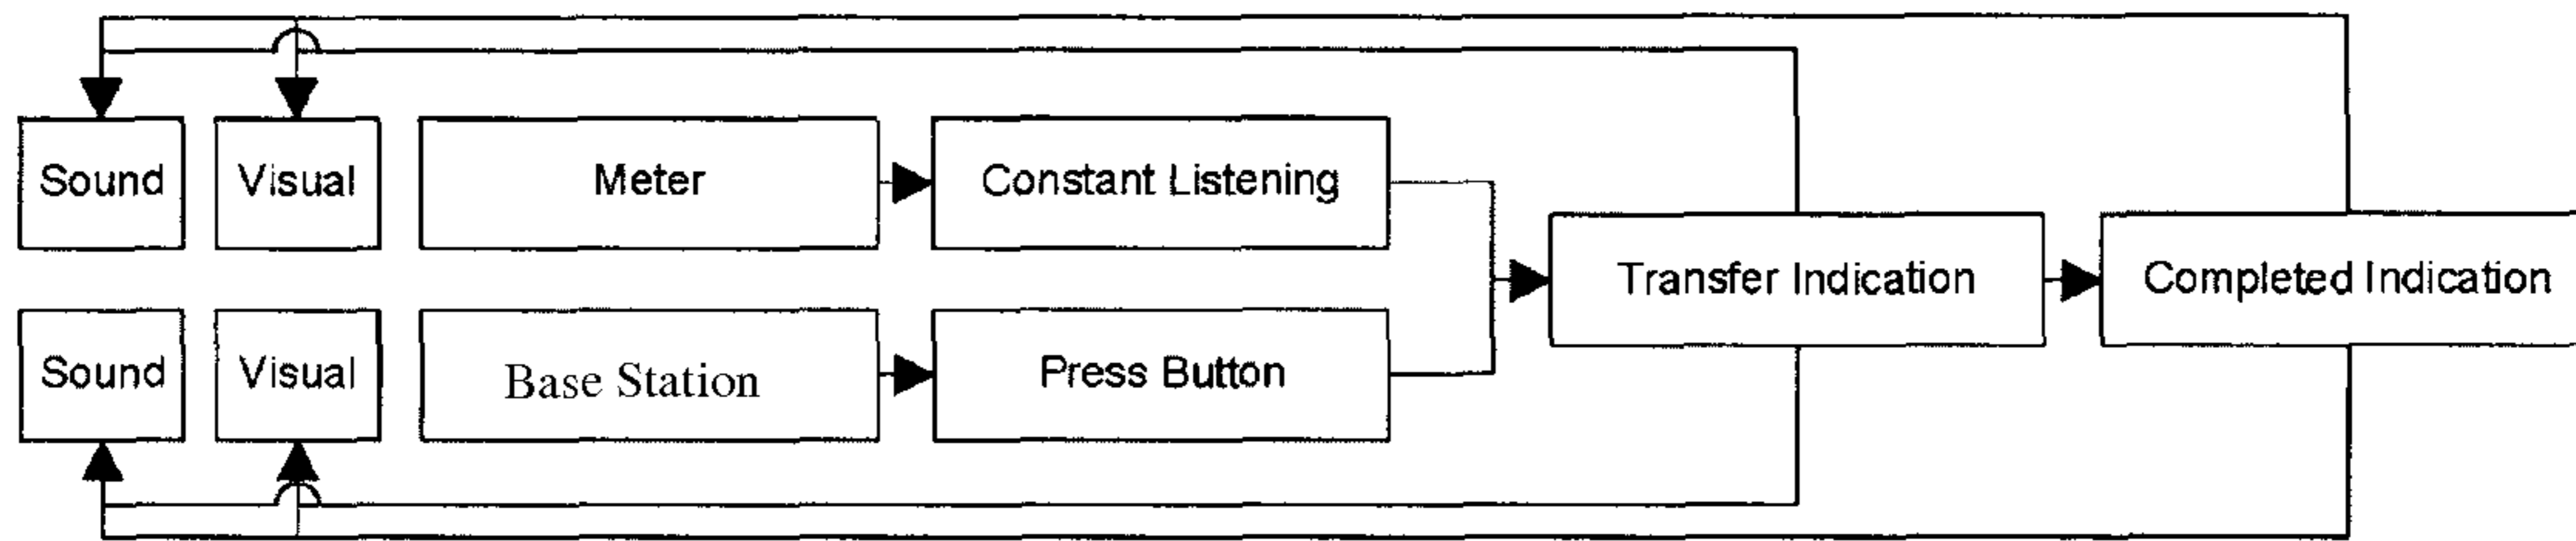 Sound
Visual
Meter
Constant Listening
Transfer Indication
Completed Indication
Sound
Visual
Base Station
Press Button